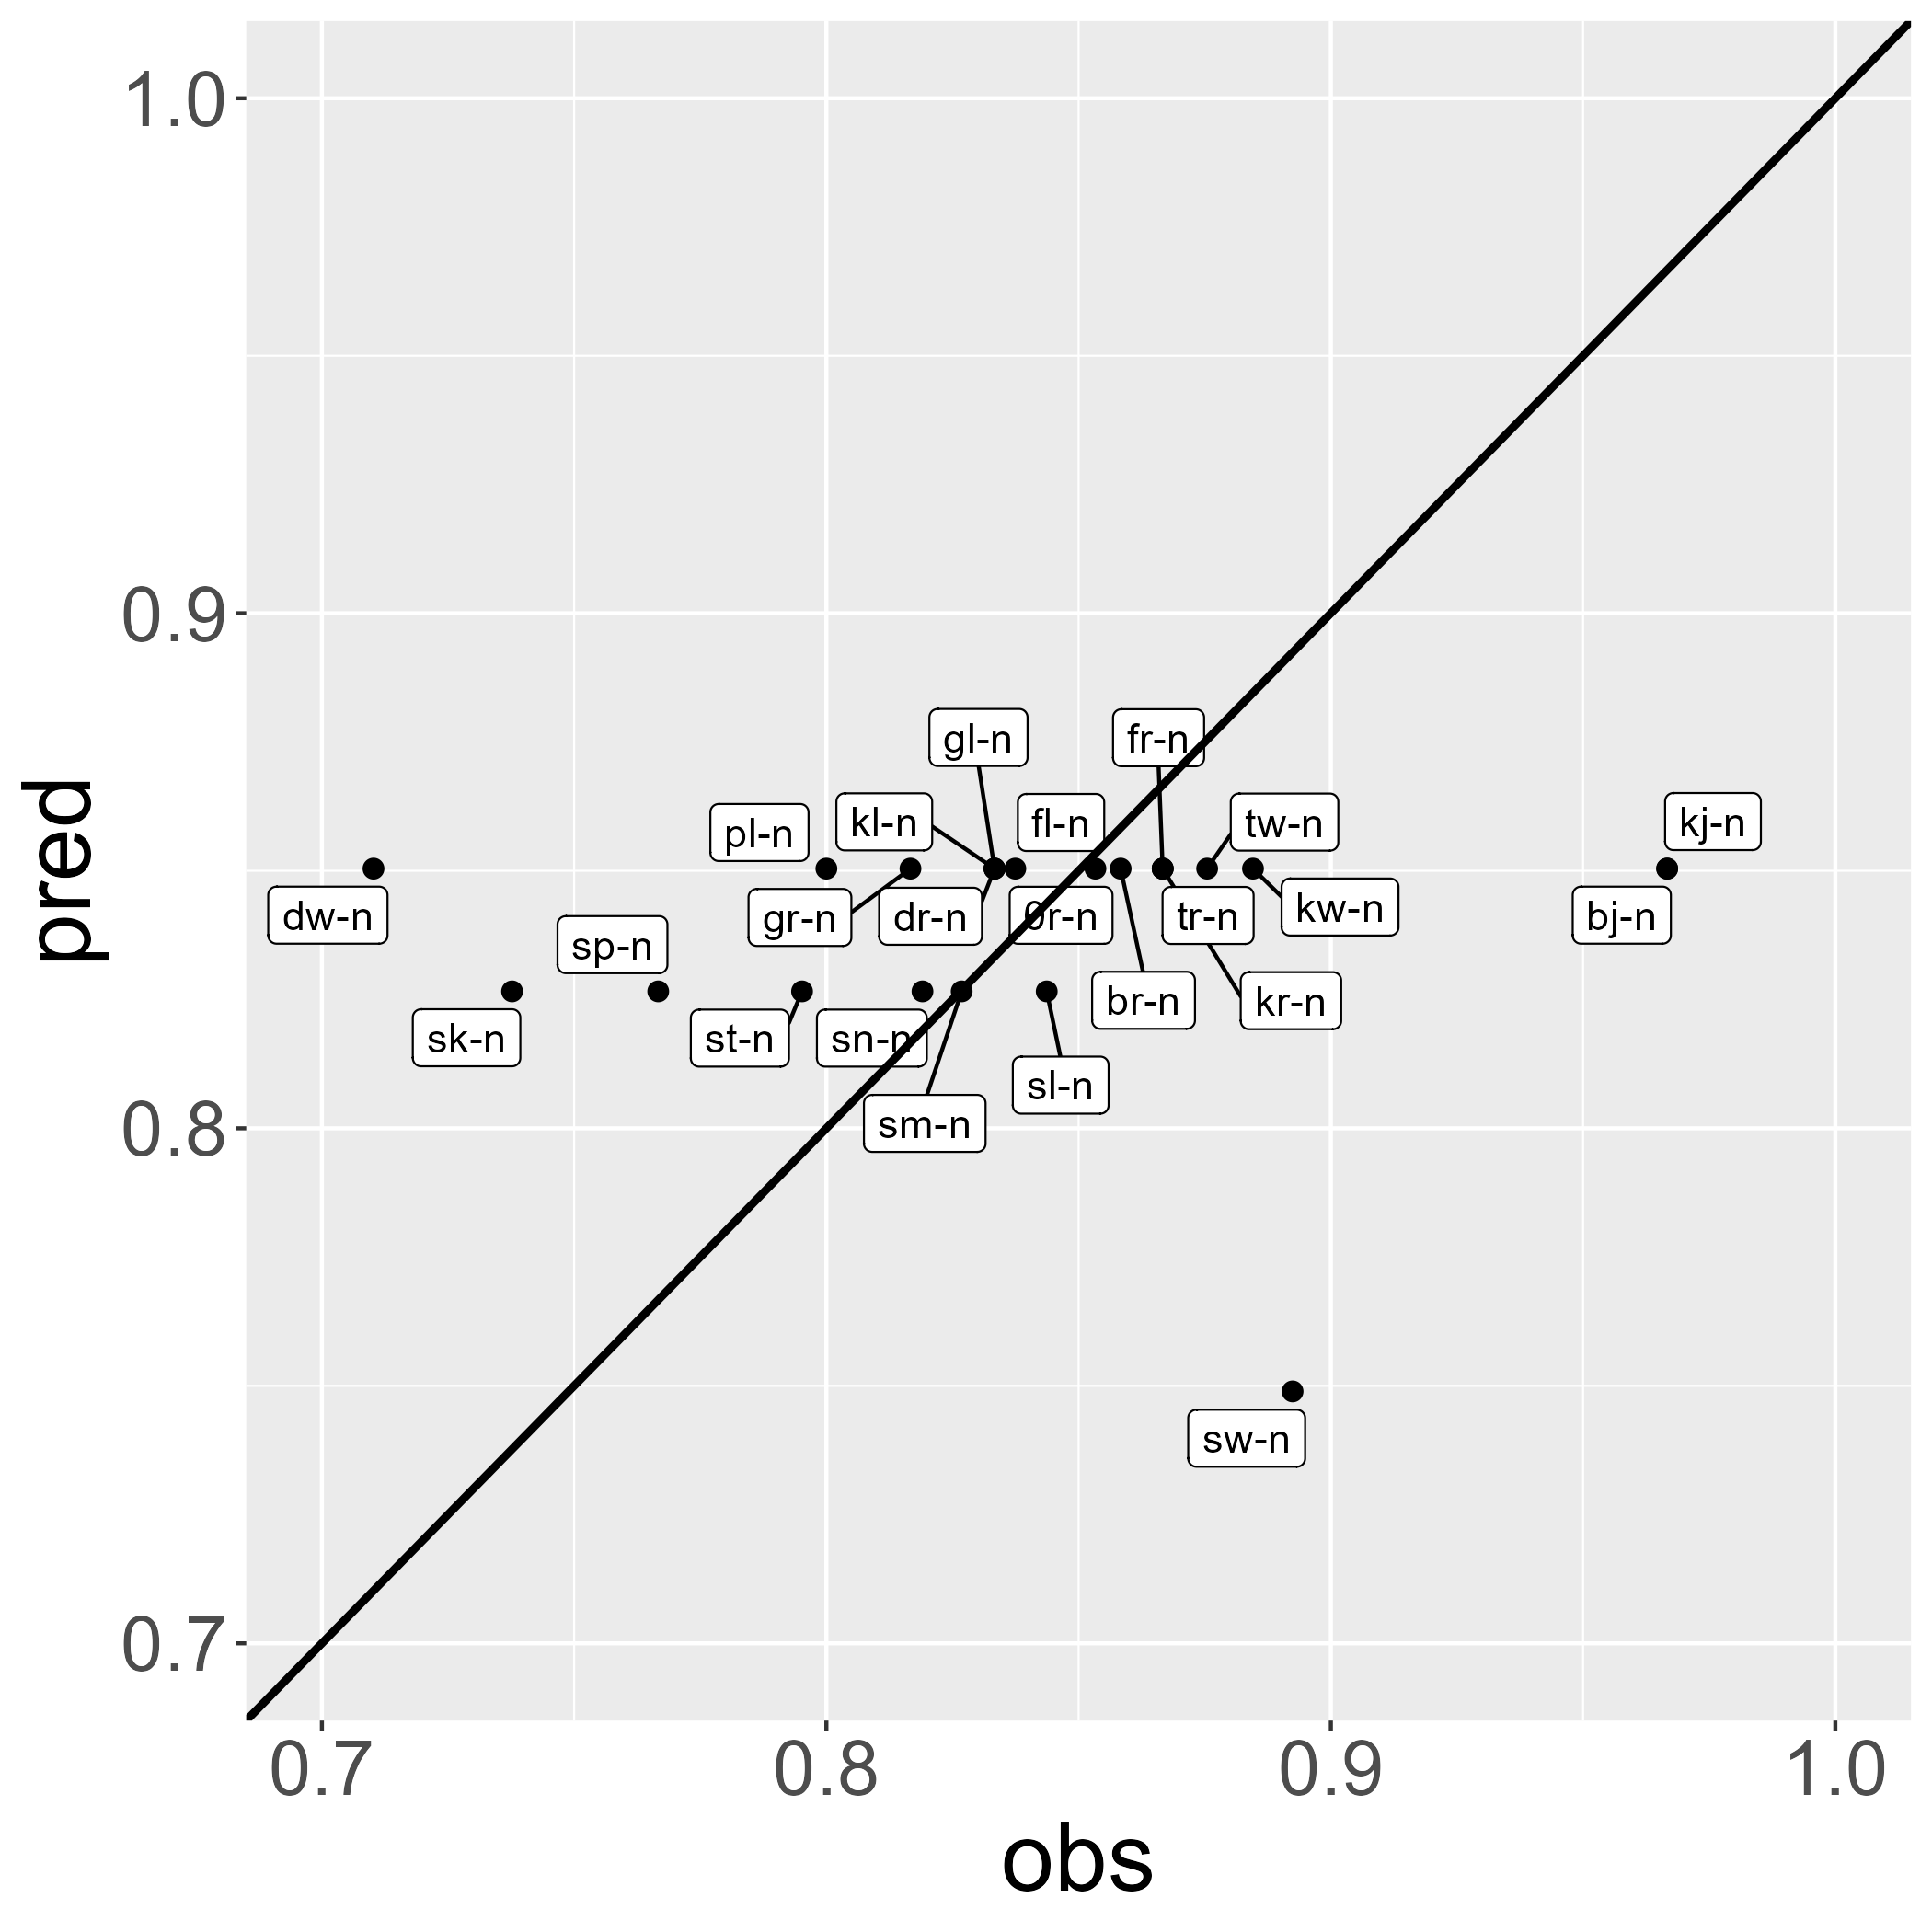 1.0
0.9
0.8
0.7
pred
gl-n
fr-n
pl-n
kl-n
fl-n
tw-n
kj-n
dw-n
gr-n
dr-n
θr-n
tr-n
kw-n
bj-n
sp-n
sk-n
st-n
sn-n
br-n
kr-n
sl-n
sm-n
sw-n
0.7
0.8
0.9
1.0
obs